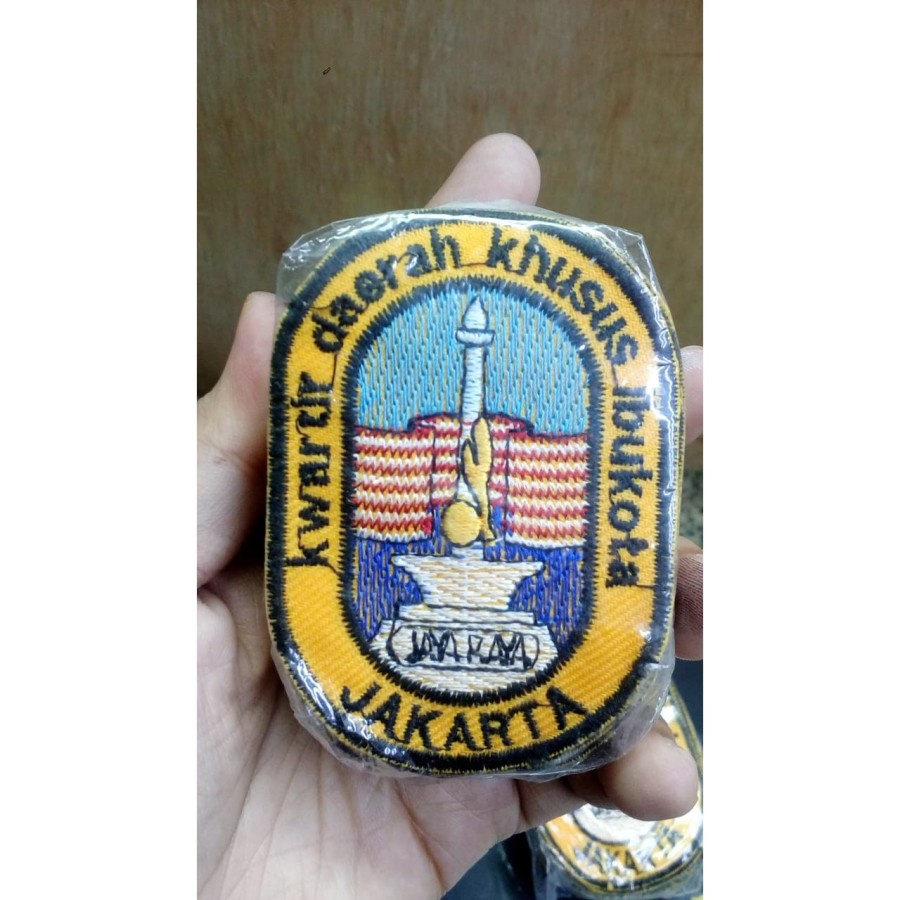 kwartir daerah khusus ibukota
JAYA RAYA
JAKARTA